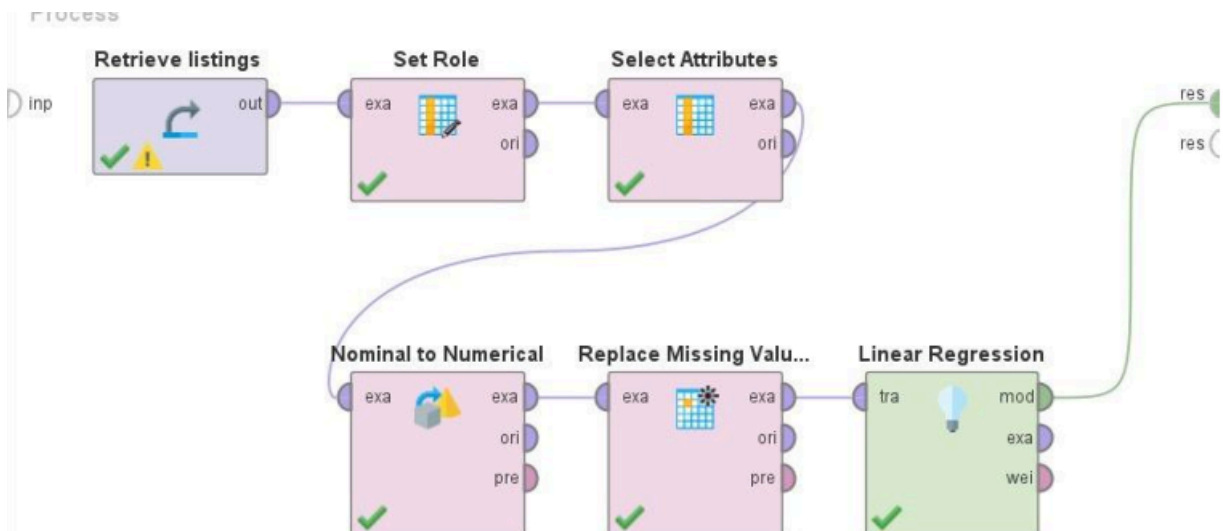 Process
Retrieve listings
Set Role
Select Attributes
inp
out
exa
exa
ori
exa
exa
ori
res
res
Nominal to Numerical
Replace Missing Valu...
Linear Regression
exa
exa
ori
pre
exa
exa
ori
pre
tra
mod
exa
wei